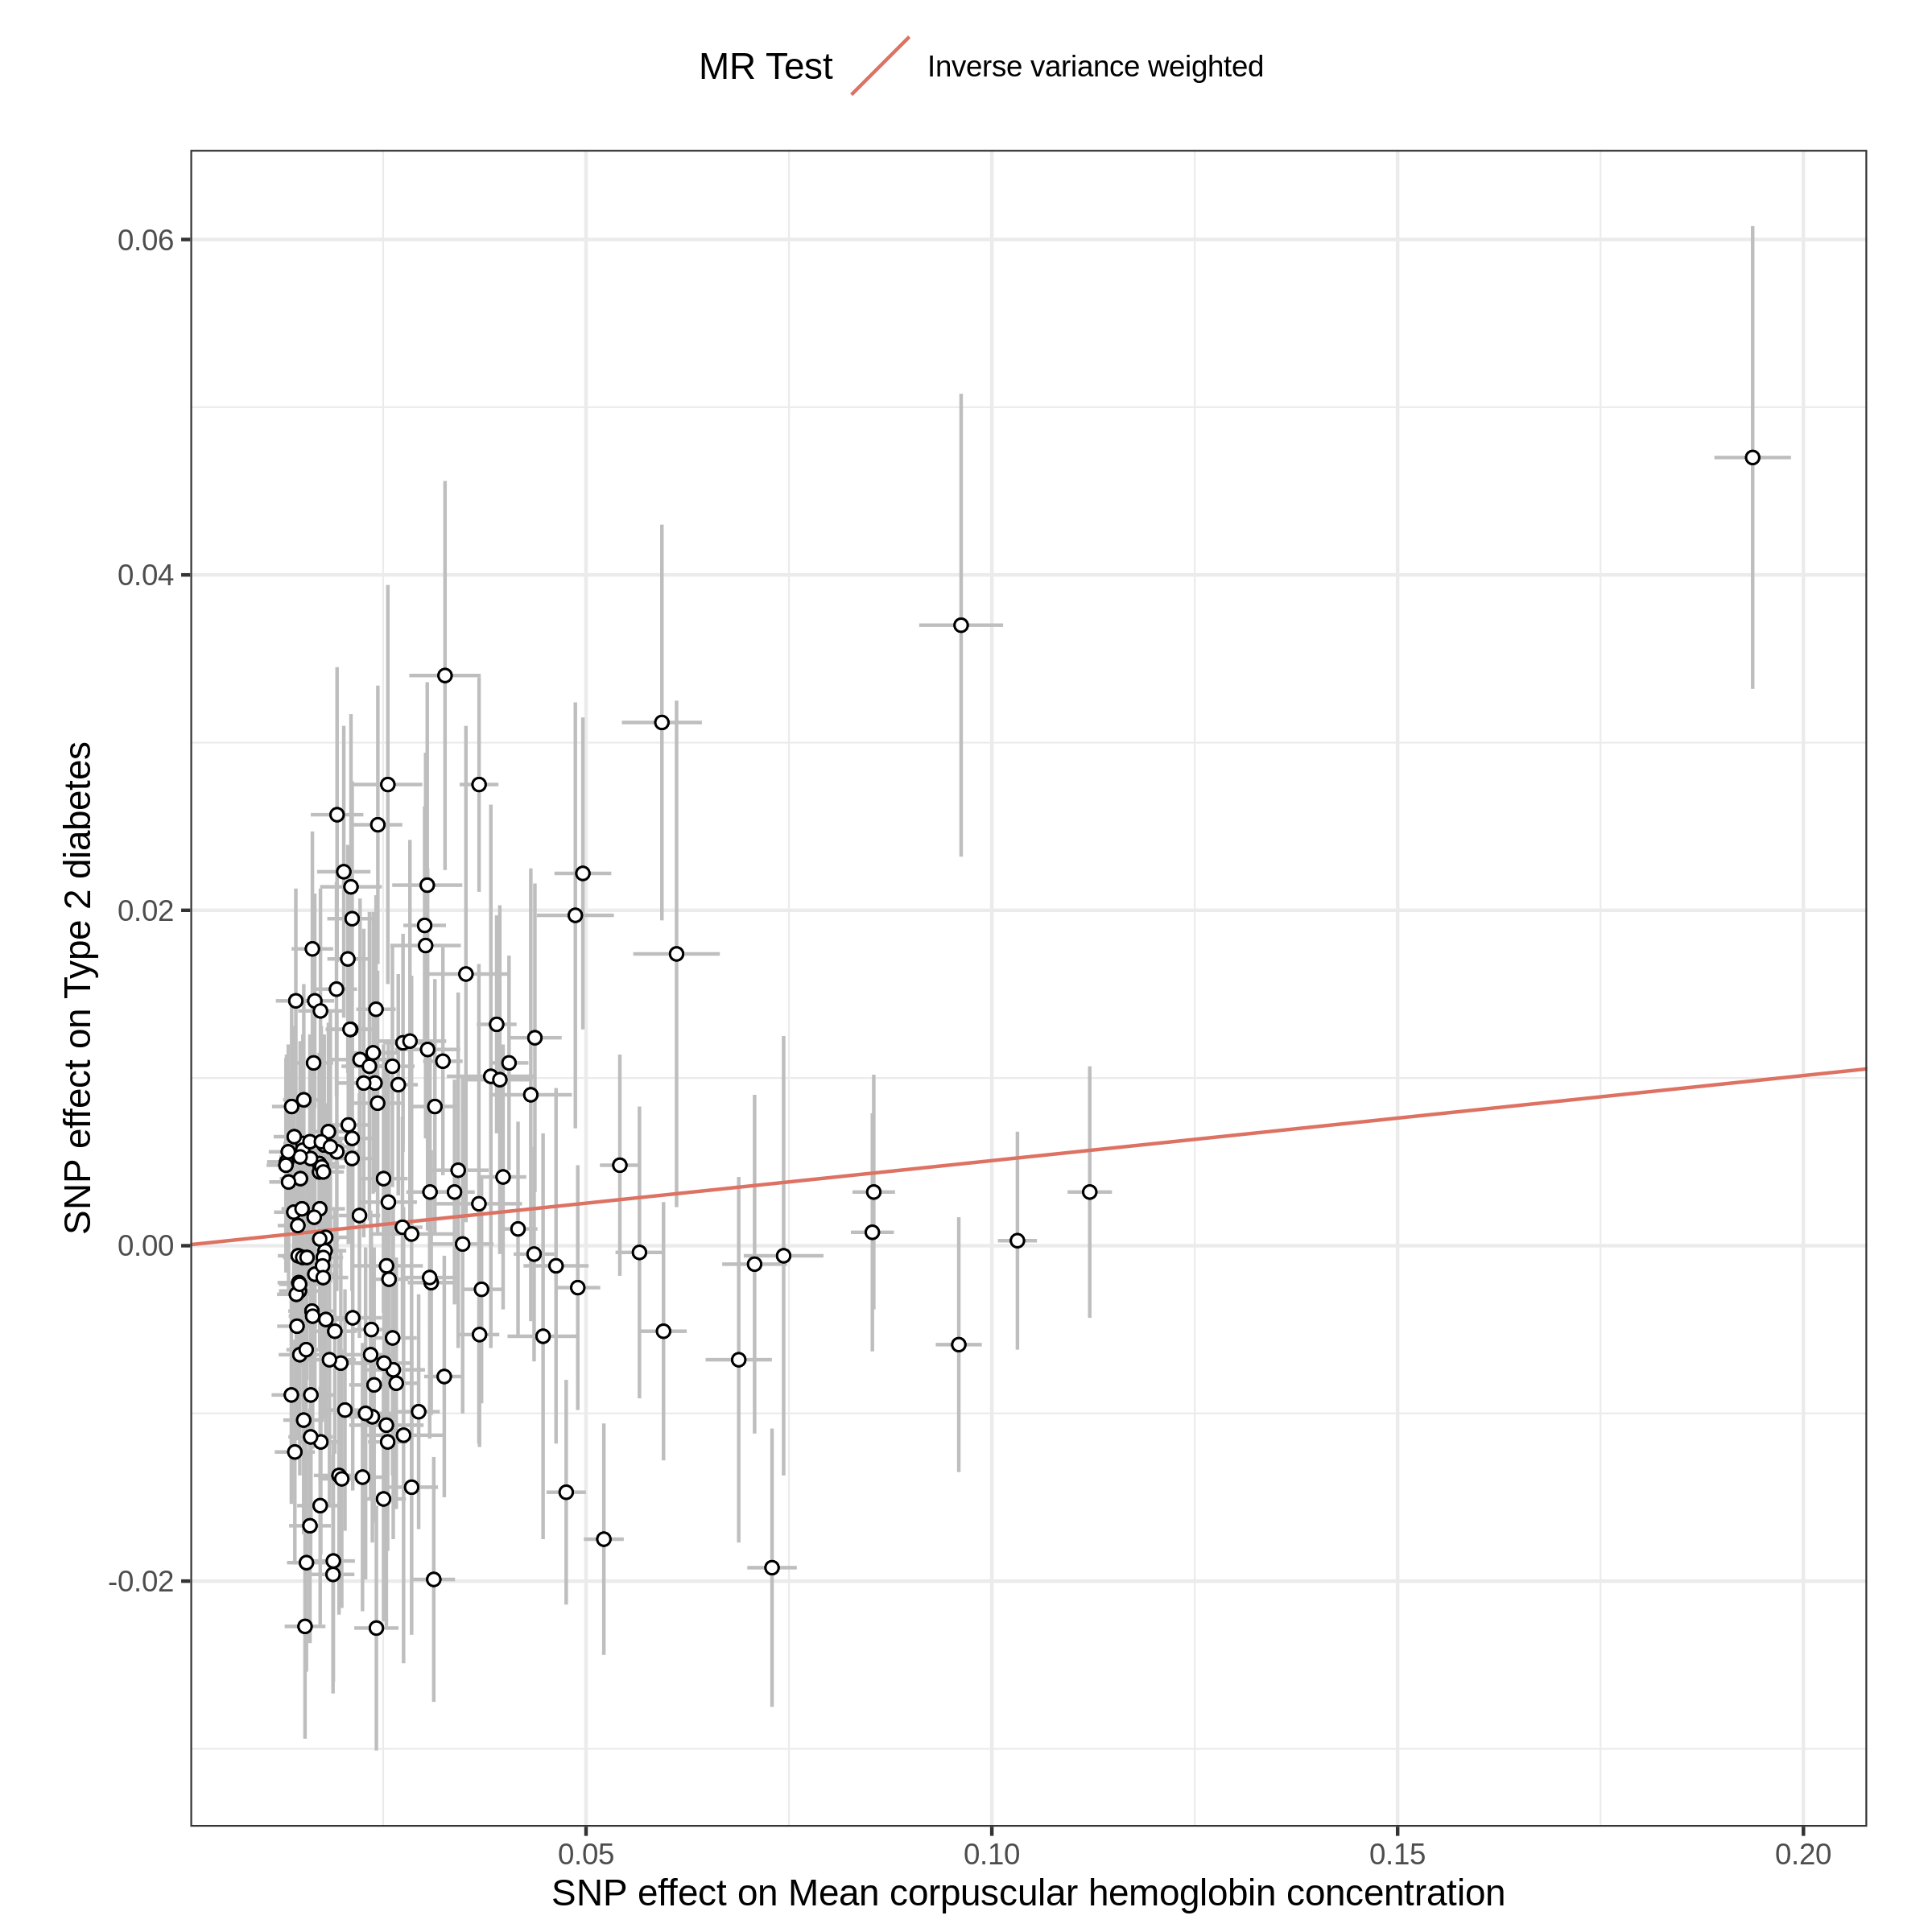 MR Test
Inverse variance weighted
SNP effect on Type 2 diabetes
0.06
0.04
0.02
0.00
-0.02
0.05
0.10
0.15
0.20
SNP effect on Mean corpuscular hemoglobin concentration